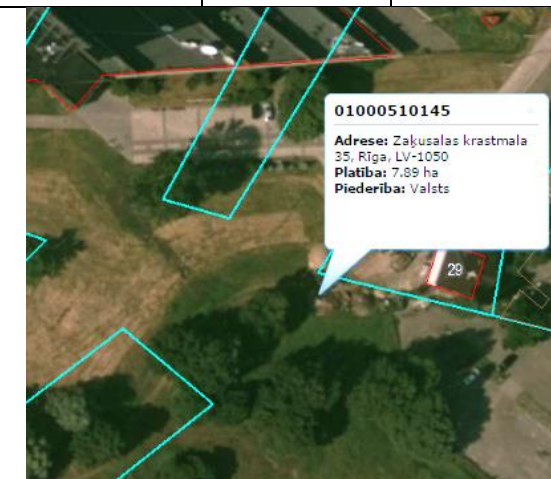 01000510145
Adrese: Zaķusalas krastmala
35, Rīga, LV-1050
Platība: 7.89 ha
Piederība: Valsts
29